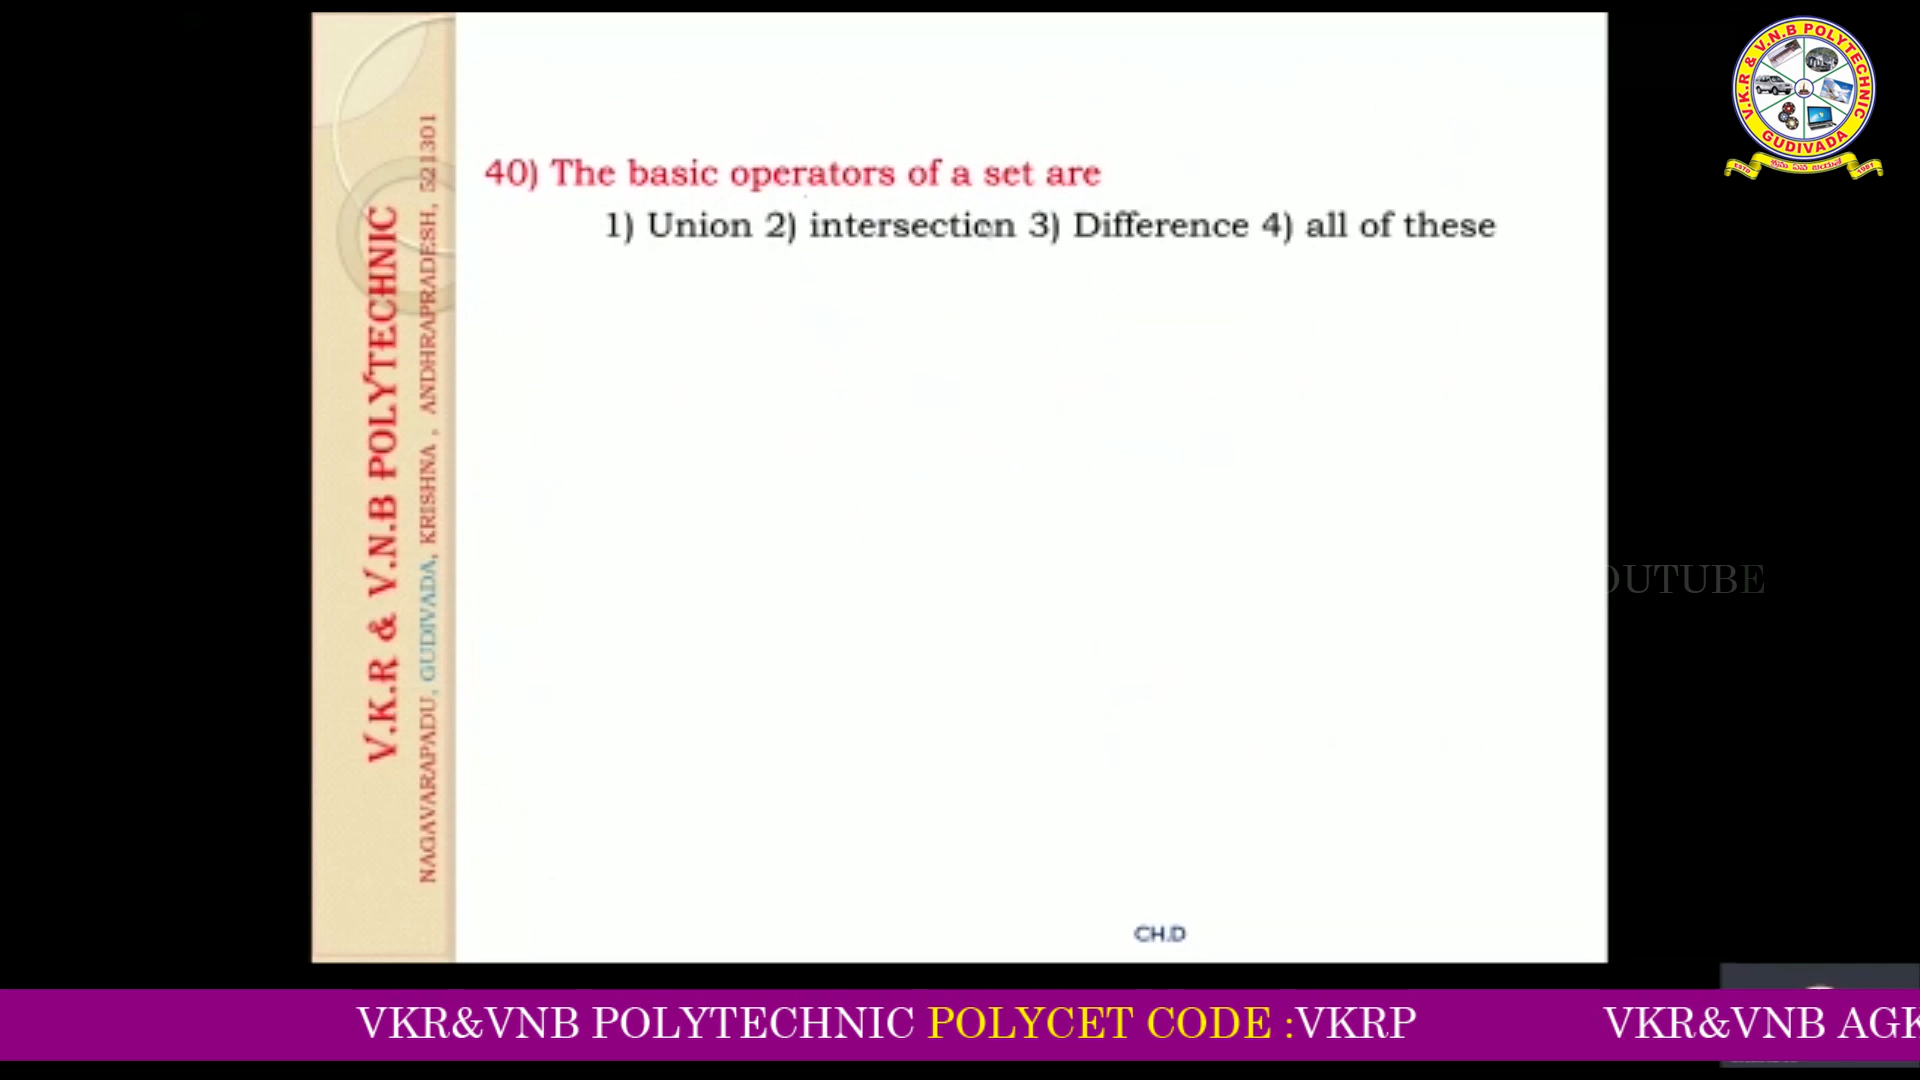 V.K.R & V.N.B POLYTECHNIC
GUDIVADA
V.K.R & V.N.B POLYTECHNIC
NAGAVARAPADU, GUDIVADA, KRISHNA , ANDHRAPRADESH, 521301
40) The basic operators of a set are
1) Union 2) intersection 3) Difference 4) all of these
OUTUBE
CH.D
VKR&VNB POLYTECHNIC POLYCET CODE :VKRP VKR&VNB AGK